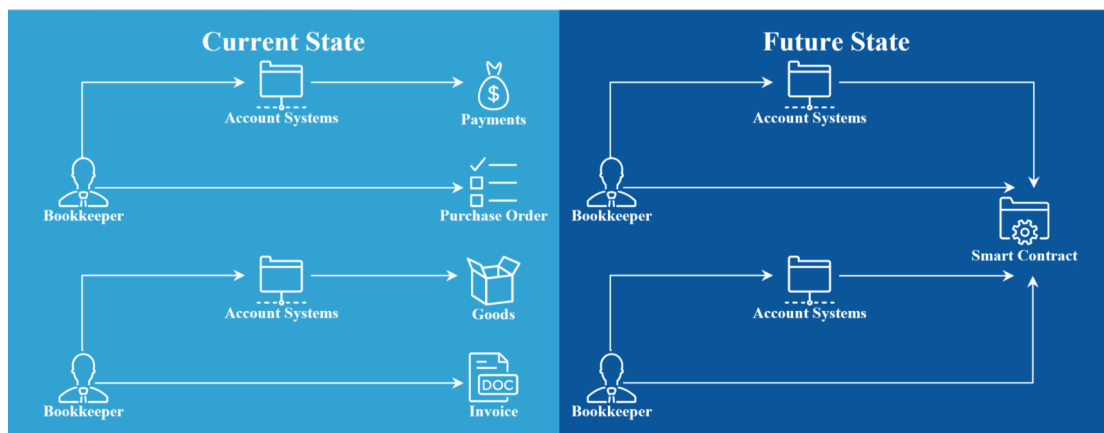 Current State
Account Systems
$
Payments
Bookkeeper
Purchase Order
Account Systems
Goods
Bookkeeper
DOC
Invoice
Future State
Account Systems
Bookkeeper
Smart Contract
Account Systems
Bookkeeper